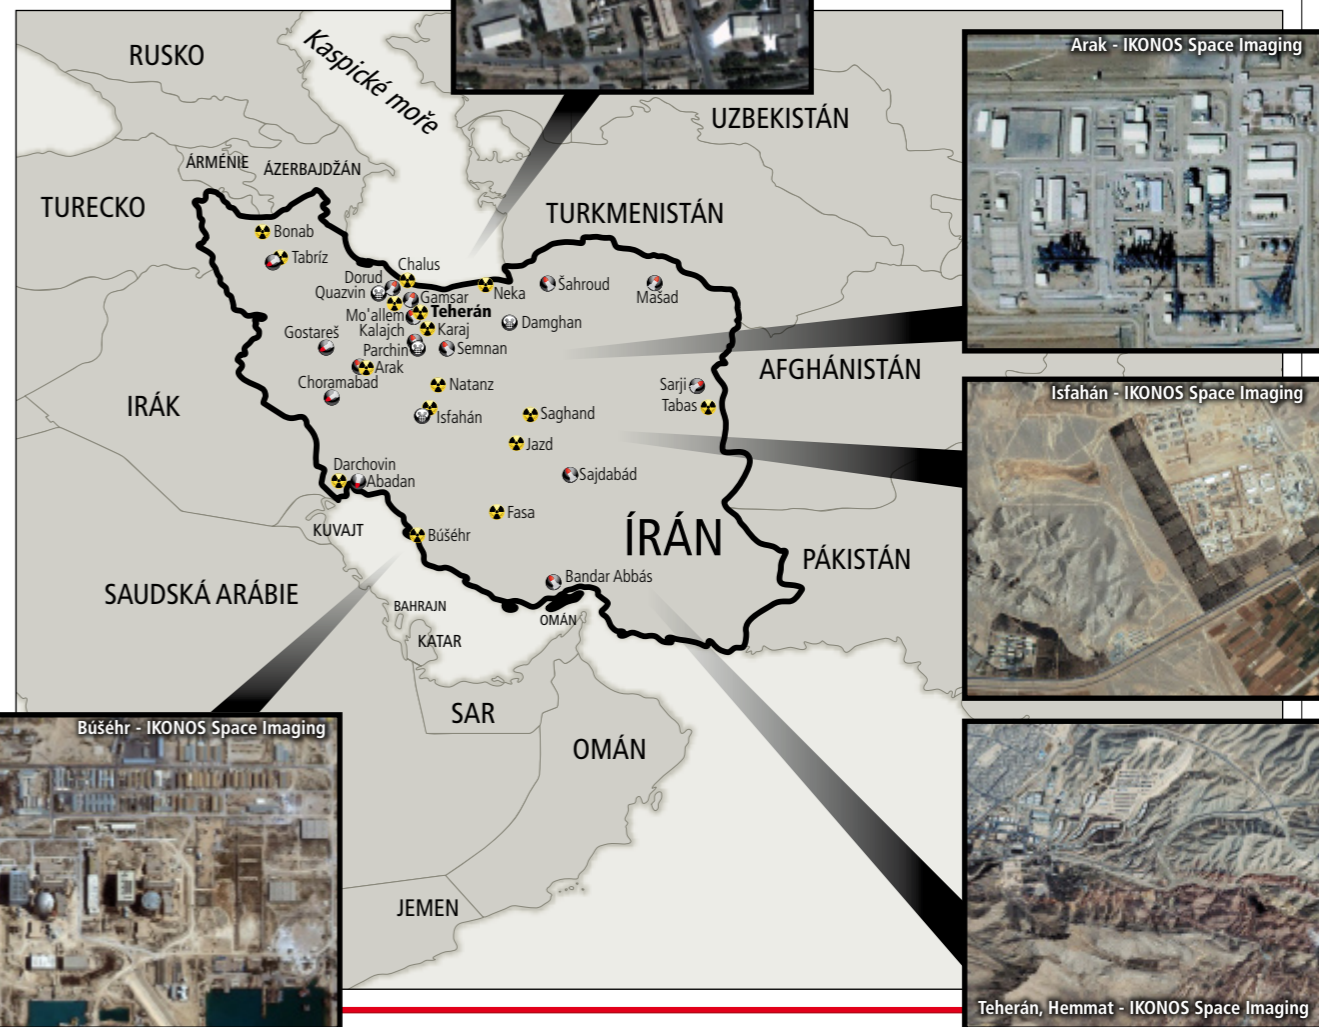 Arak - IKONOS Space Imaging
RUSKO
Kaspické moře
UZBEKISTÁN
ÁRMÉNIE
ÁZERBAJDŽÁN
TURECKO
TURKMENISTÁN
Bonab
Tabríz
Chalus
Dorud
Quazvin
Gamsar
Neka
Šahroud
Mašad
Mo'allem
Teherán
Kalajch
Karaj
Damghan
Gostareš
Parchin
Semnan
Arak
AFGHÁNISTÁN
Choramabad
Natanz
Sarji
Tabas
Isfahán - IKONOS Space Imaging
IRÁK
Isfahán
Saghand
Jazd
Darchovin
Abadan
Sajdabád
Fasa
KUVAJT
Búšéhr
ÍRÁN
PÁKISTÁN
SAUDSKÁ ARÁBIE
Bandar Abbás
BAHRAJN
OMÁN
KATAR
SAR
Búšéhr - IKONOS Space Imaging
OMÁN
JEMEN
Teherán, Hemmat - IKONOS Space Imaging